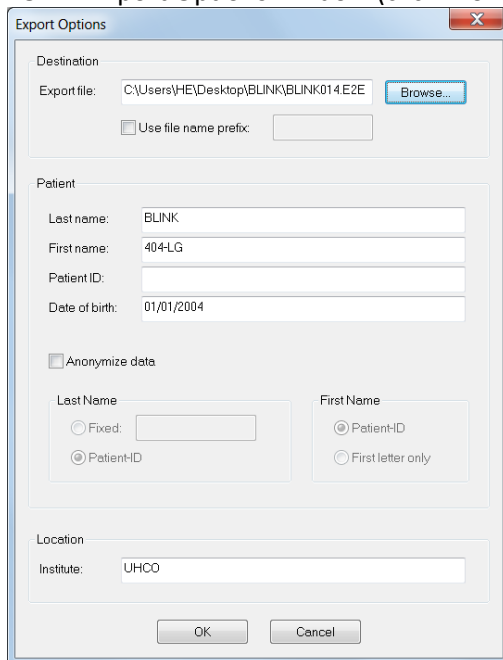 Export Options
Destination
Export file: C:\Users\HE\Desktop\BLINK\BLINK014.E2E Browse...
Use file name prefix:
Patient
Last name: BLINK
First name: 404-LG
Patient ID:
Date of birth: 01/01/2004
Anonymize data
Last Name First Name
Fixed: Patient-ID
Patient-ID First letter only
Location
Institute: UHCO
OK Cancel